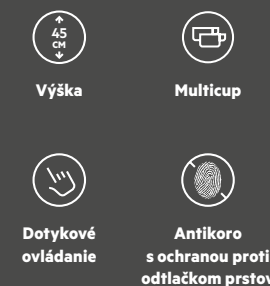 45
CM
Výška
Multicup
Dotykové
ovládanie
Antikoro
s ochranou proti
odtlačkom prstov